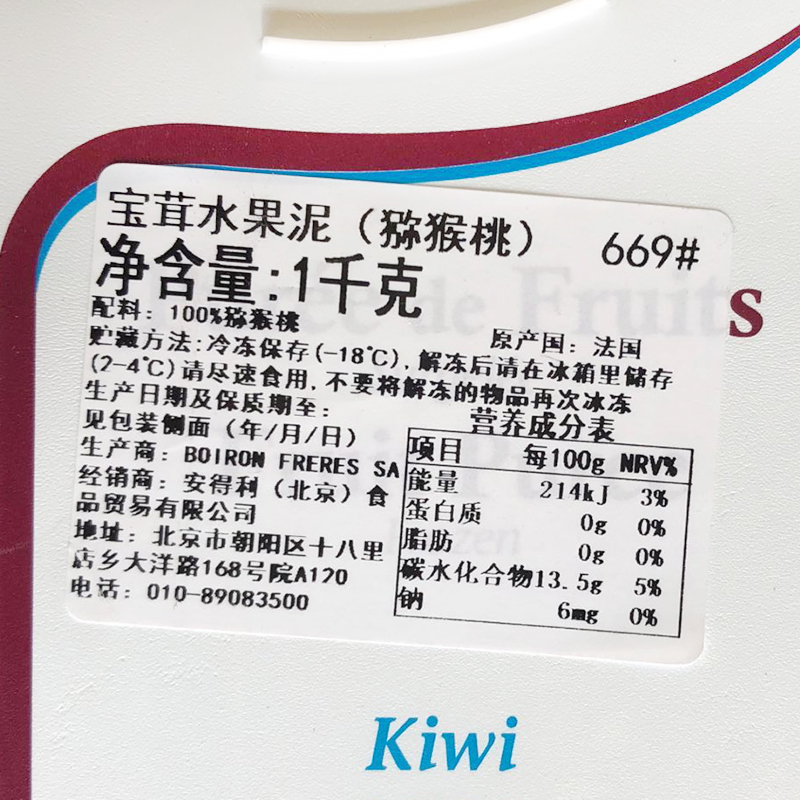 宝茸水果泥（猕猴桃） 669#
净含量:1千克
配料：100%猕猴桃
原产国：法国
贮藏方法:冷冻保存(-18℃),解冻后请在冰箱里储存
(2-4℃)请尽速食用,不要将解冻的物品再次冰冻
生产日期及保质期至：
见包装侧面（年/月/日）
生产商：BOIRON FRERES SA
经销商：安得利（北京）食
品贸易有限公司
地址：北京市朝阳区十八里
店乡大洋路168号院A120
电话：010-89083500
营养成分表
项目 每100g NRV%
能量 214kJ 3%
蛋白质 0g 0%
脂肪 0g 0%
碳水化合物13.5g 5%
钠 6mg 0%
de Fruits
Kiwi